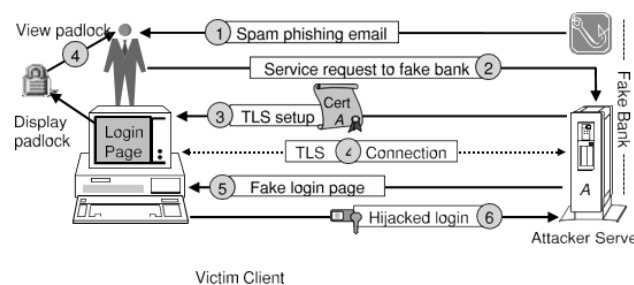 View padlock
1 Spam phishing email
4
Service request to fake bank 2
Fake Bank
Cert
A
3 TLS setup
Display
padlock
Login
Page
TLS 4 Connection
5 Fake login page
A
Hijacked login 6
Attacker Serve
Victim Client